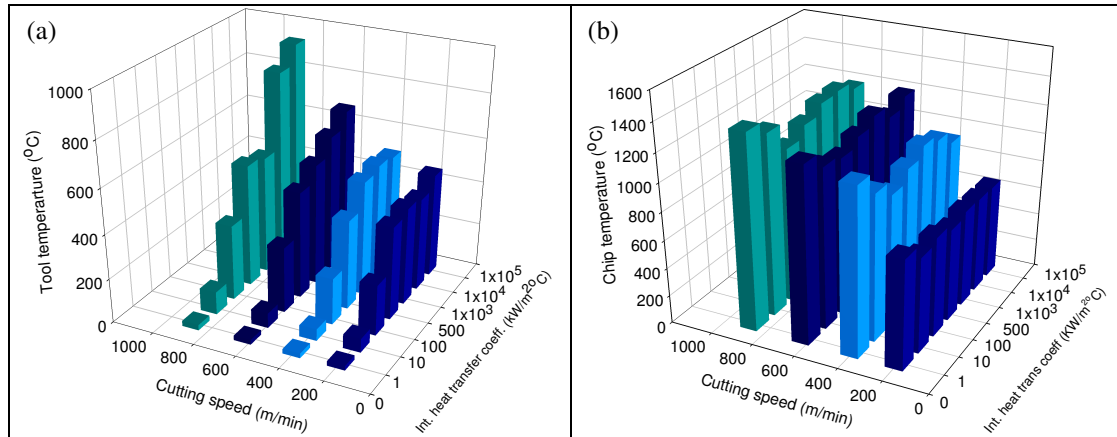 (a)
1000
800
600
400
200
0
Tool temperarture (°C)
1000
800
600
400
200
0
Cutting speed (m/min)
0
1
10
100
500
1x10³
1x10⁴
1x10⁵
Int. heat transfer coeff. (KW/m²°C)
(b)
1600
1400
1200
1000
800
600
400
200
0
Chip temperature (°C)
1000
800
600
400
200
0
Cutting speed (m/min)
0
1
10
100
500
1x10³
1x10⁴
1x10⁵
Int. heat trans coeff (KW/m²°C)